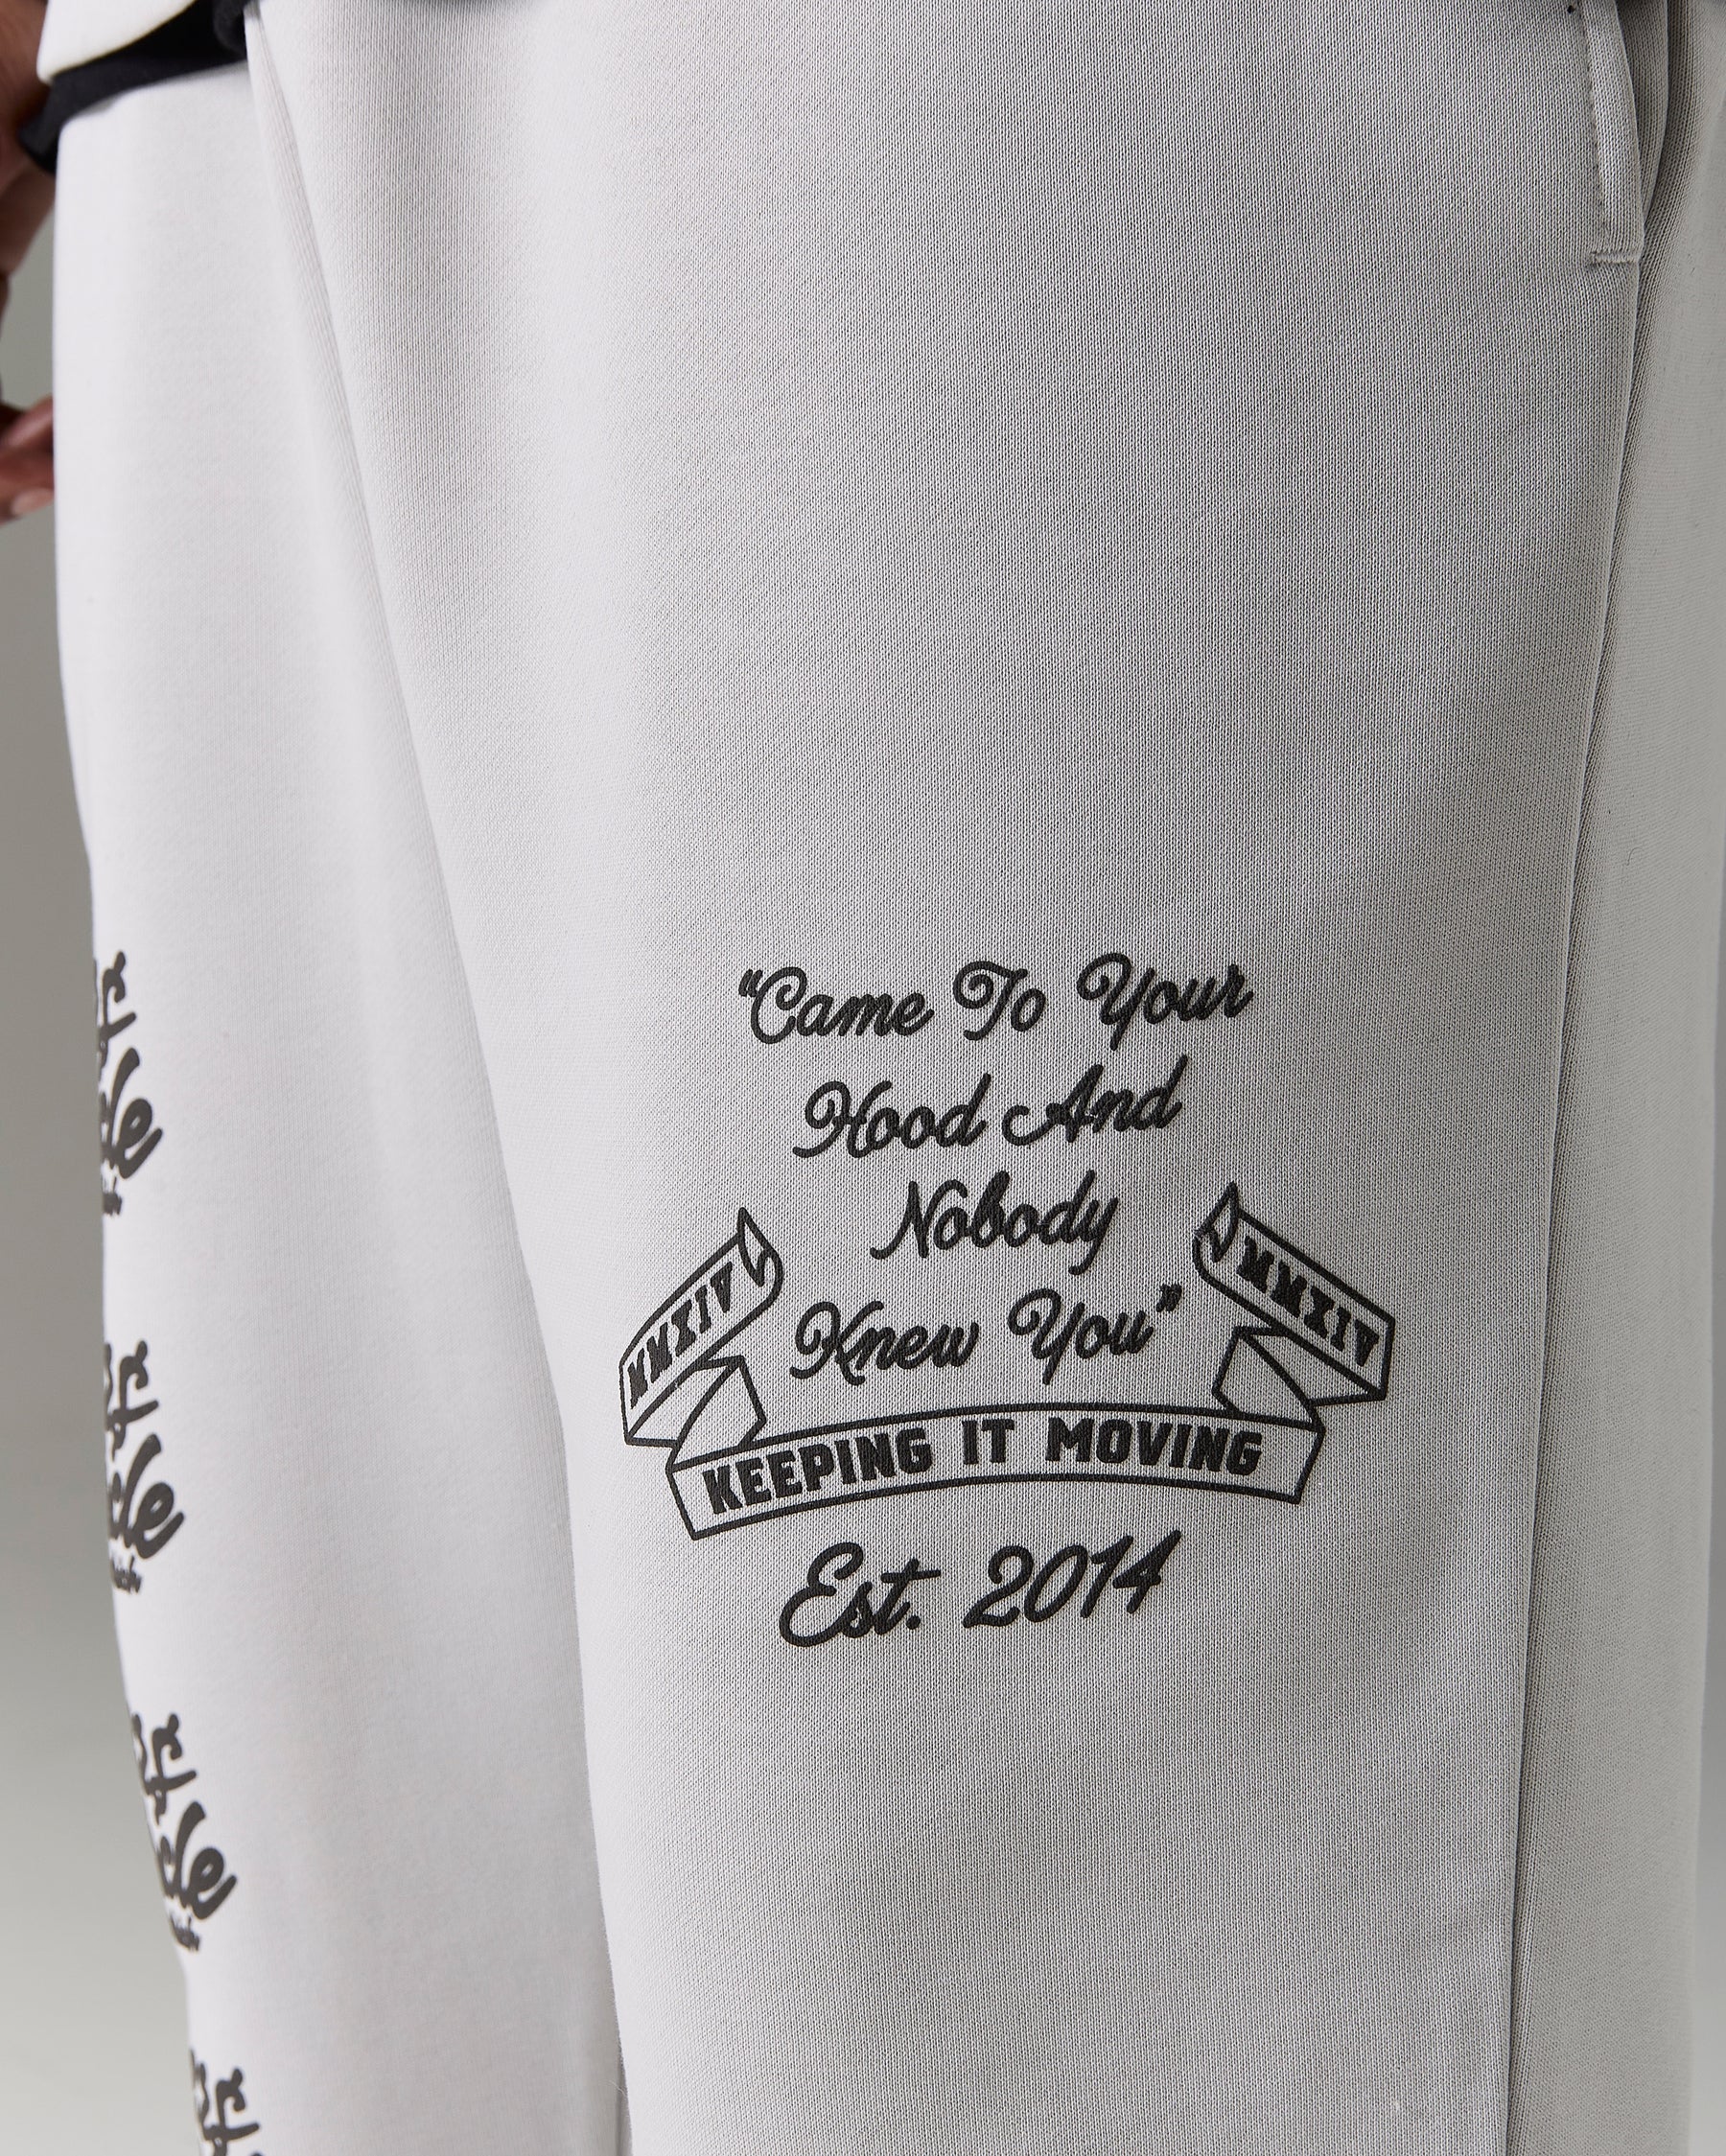 "Came To Your
Hood And
Nobody
Knew You"
MMXIV
MMXIV
KEEPING IT MOVING
Est. 2014